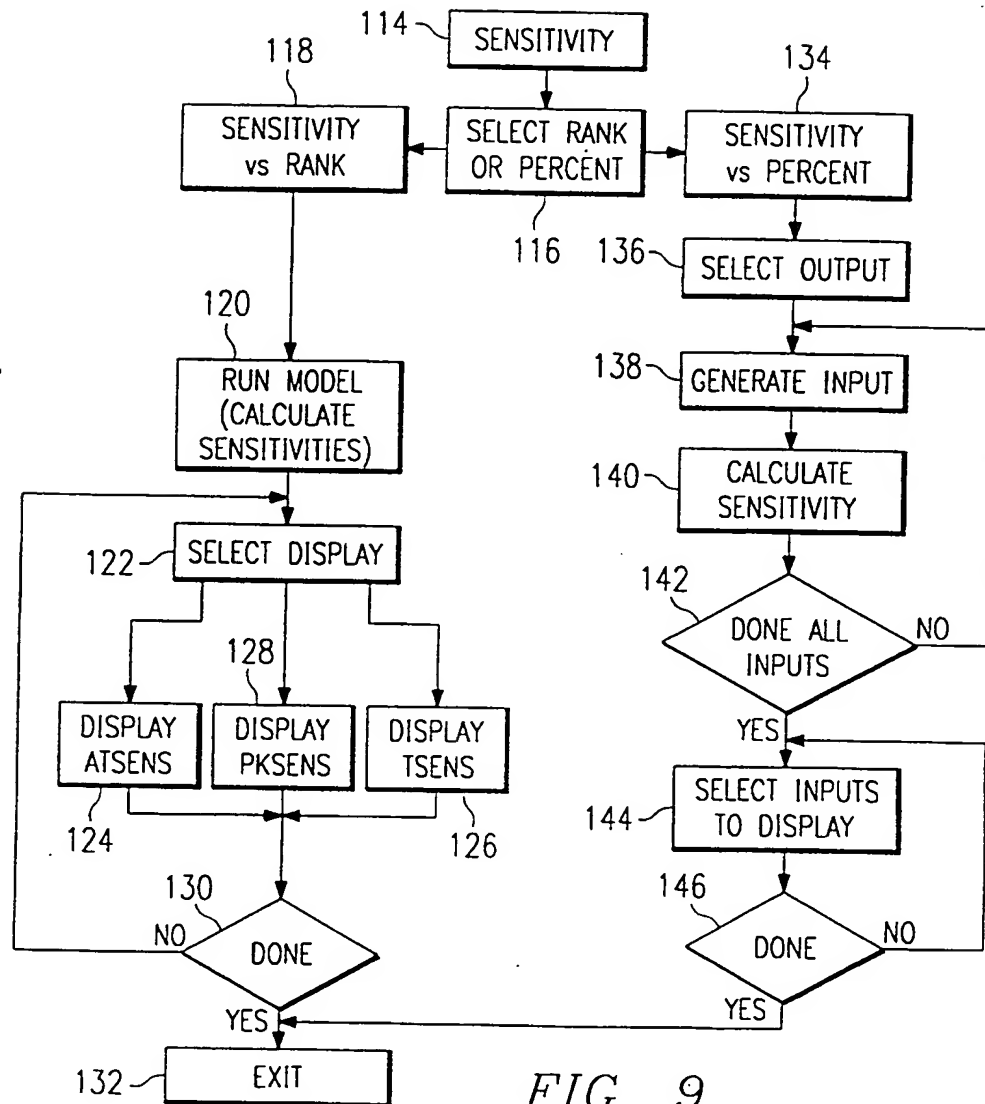 114
SENSITIVITY
118
SENSITIVITY
vs RANK
SELECT RANK
OR PERCENT
116
134
SENSITIVITY
vs PERCENT
136
SELECT OUTPUT
120
RUN MODEL
(CALCULATE
SENSITIVITIES)
138
GENERATE INPUT
140
CALCULATE
SENSITIVITY
122
SELECT DISPLAY
142
DONE ALL
INPUTS
NO
YES
128
DISPLAY
ATSENS
DISPLAY
PKSENS
DISPLAY
TSENS
124
126
144
SELECT INPUTS
TO DISPLAY
130
NO
DONE
YES
146
DONE
NO
YES
132
EXIT
FIG. 9